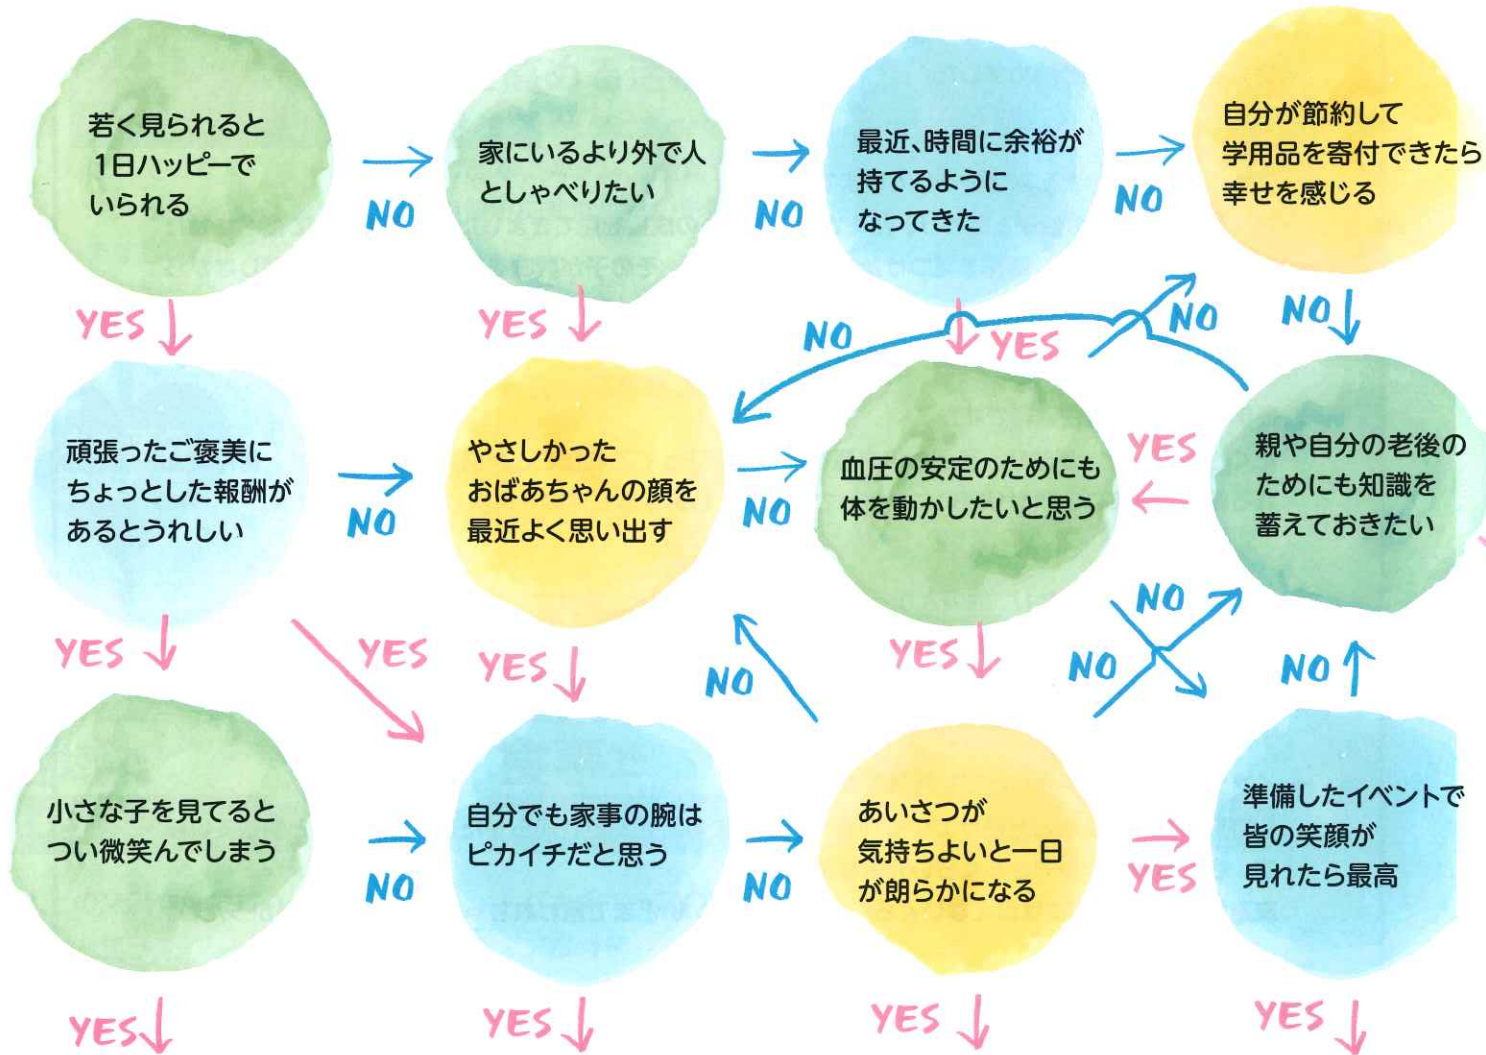 若く見られると
1日ハッピーで
いられる
NO
家にいるより外で人
としゃべりたい
NO
最近、時間に余裕が
持てるように
なってきた
NO
自分が節約して
学用品を寄付できたら
幸せを感じる
YES
YES
NO
YES
NO
NO
頑張ったご褒美に
ちょっとした報酬が
あるとうれしい
NO
やさしかった
おばあちゃんの顔を
最近よく思い出す
NO
血圧の安定のためにも
体を動かしたいと思う
YES
親や自分の老後の
ためにも知識を
蓄えておきたい
YES
YES
YES
NO
YES
NO
NO
NO
小さな子を見てると
つい微笑んでしまう
NO
自分でも家事の腕は
ピカイチだと思う
NO
あいさつが
気持ちよいと一日
が朗らかになる
YES
準備したイベントで
皆の笑顔が
見れたら最高
YES
YES
YES
YES